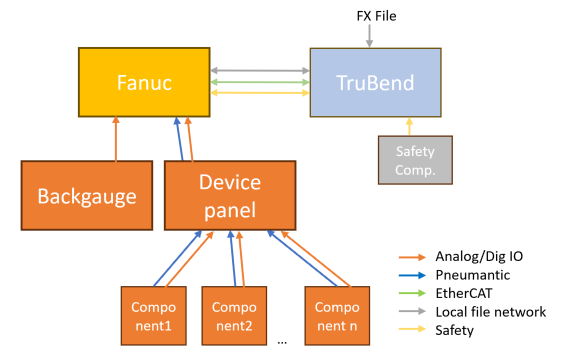 FX File
Fanuc
TruBend
Safety
Comp.
Backgauge
Device
panel
Analog/Dig IO
Pneumantic
EtherCAT
Local file network
Safety
Compo
nent1
Compo
nent2
...
Compo
nent n